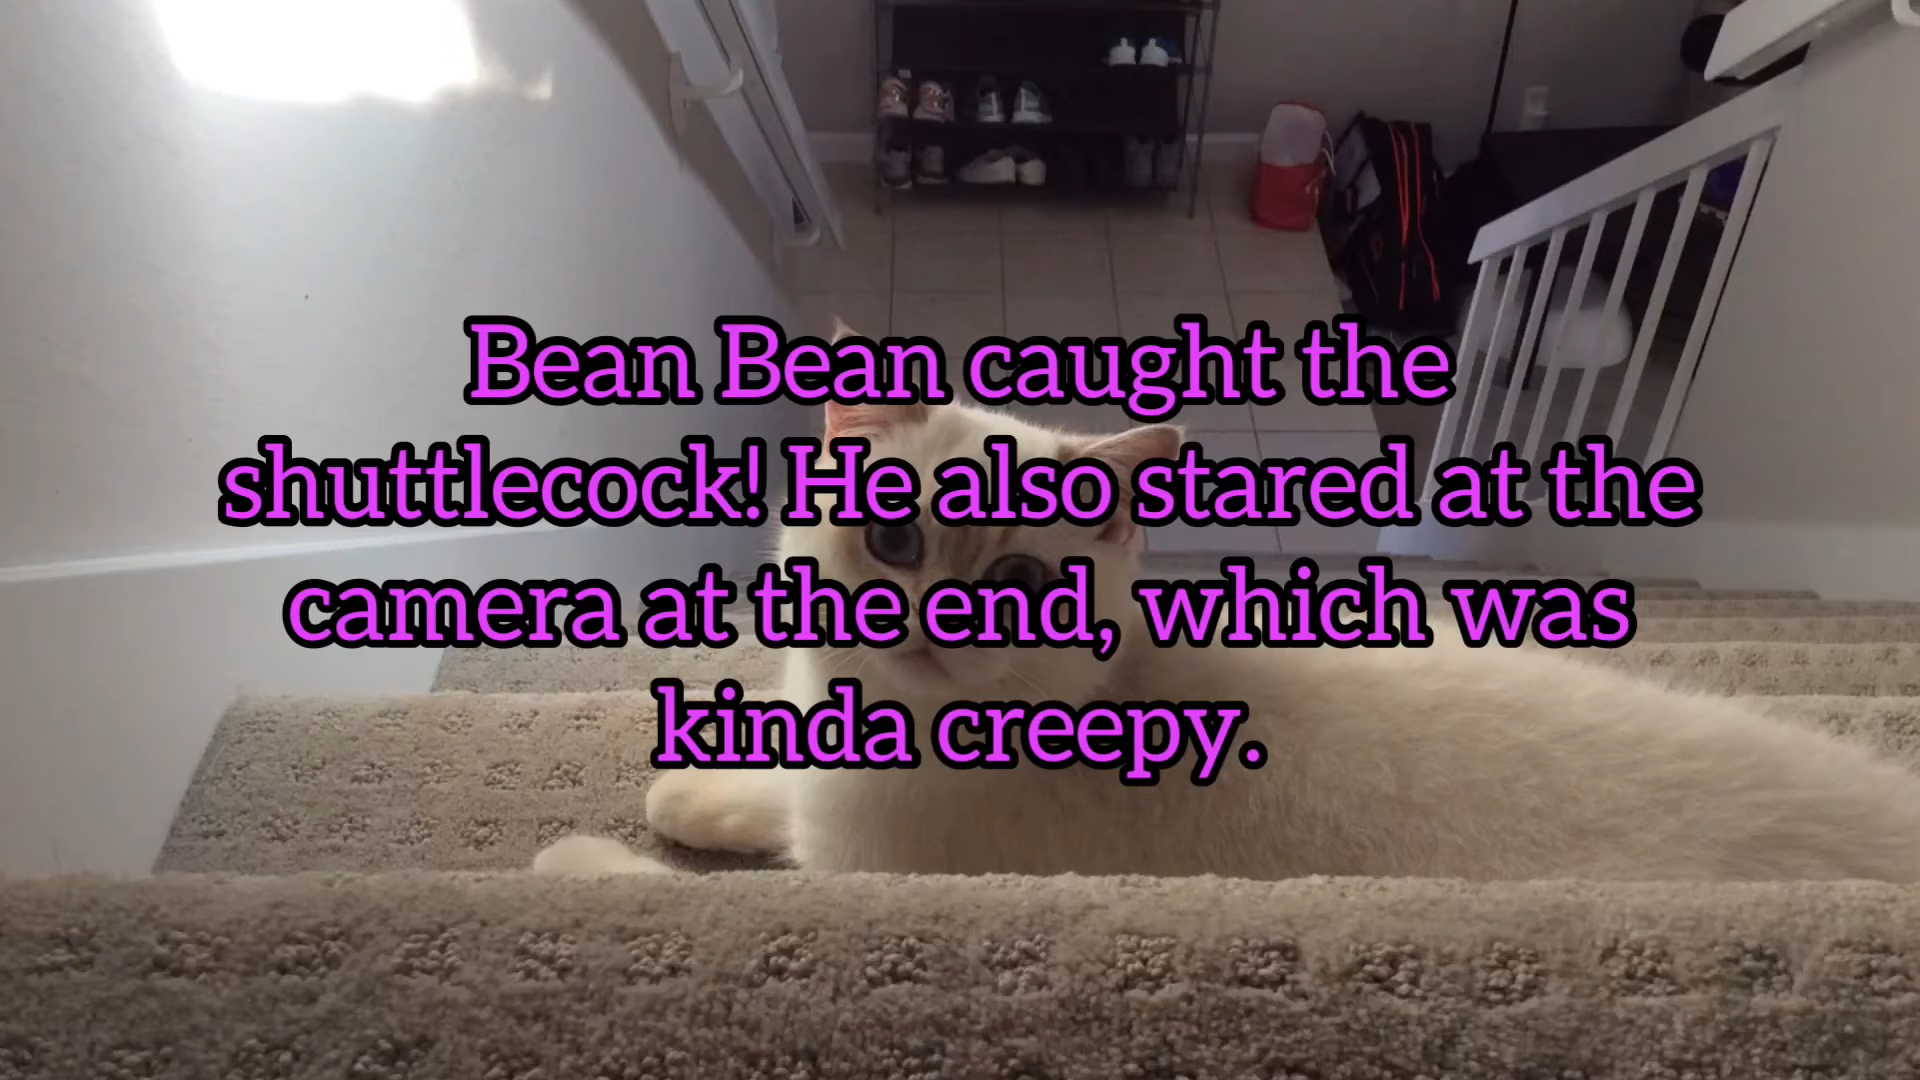 Bean Bean caught the
shuttlecock! He also stared at the
camera at the end, which was
kinda creepy.